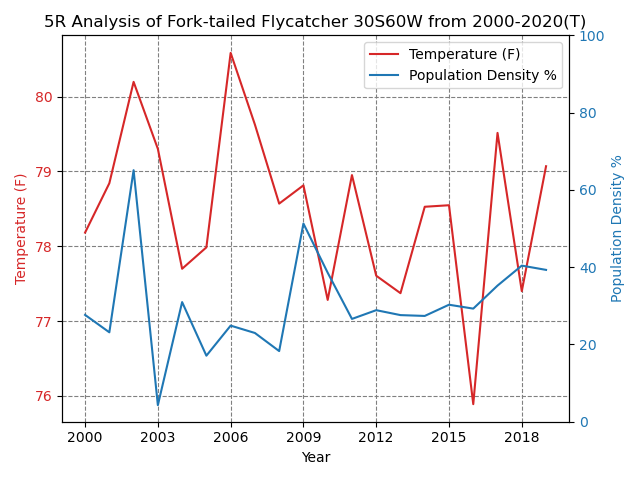 5R Analysis of Fork-tailed Flycatcher 30S60W from 2000-2020(T)
Temperature (F)
Population Density %
100
80
60
40
20
0
80
79
78
77
76
Temperature (F)
Population Density %
2000 2003 2006 2009 2012 2015 2018
Year